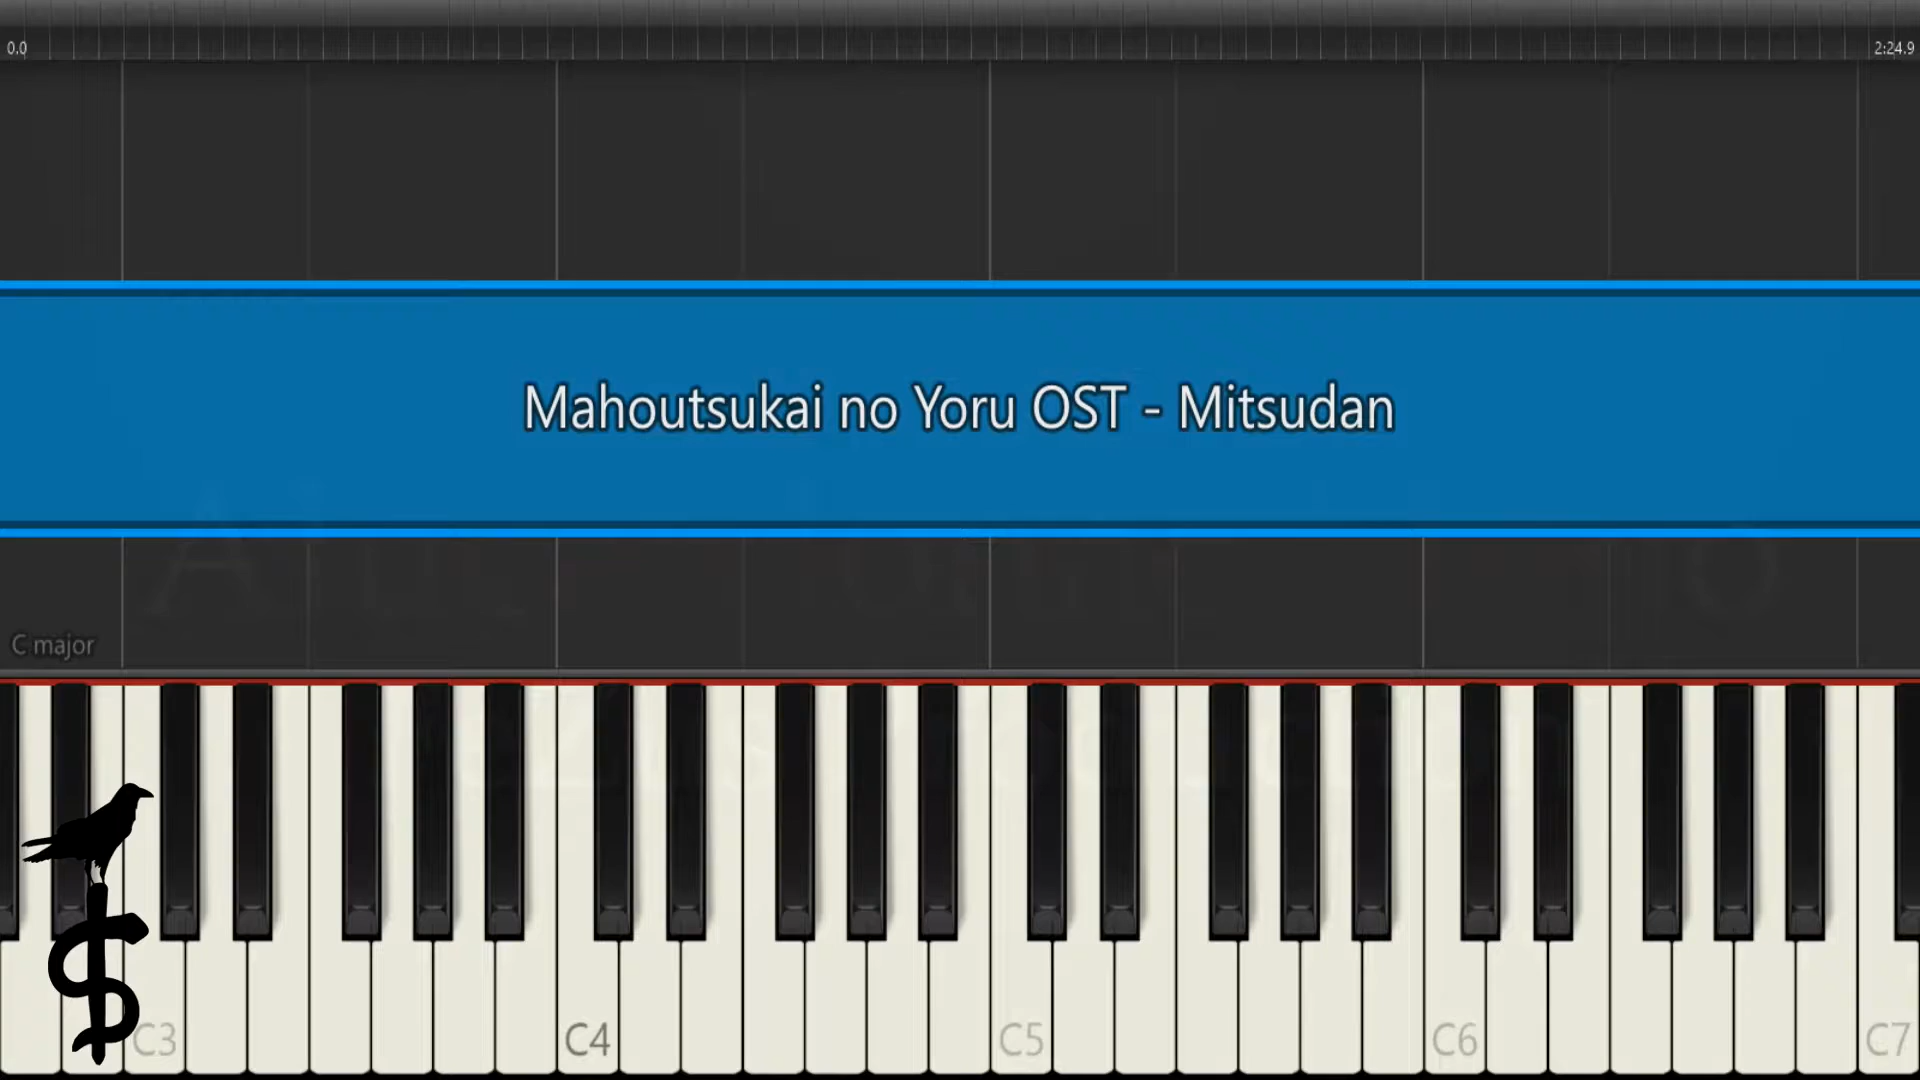 0.0
2:24.9
Mahoutsukai no Yoru OST - Mitsudan
C major
C3
C4
C5
C6
C7